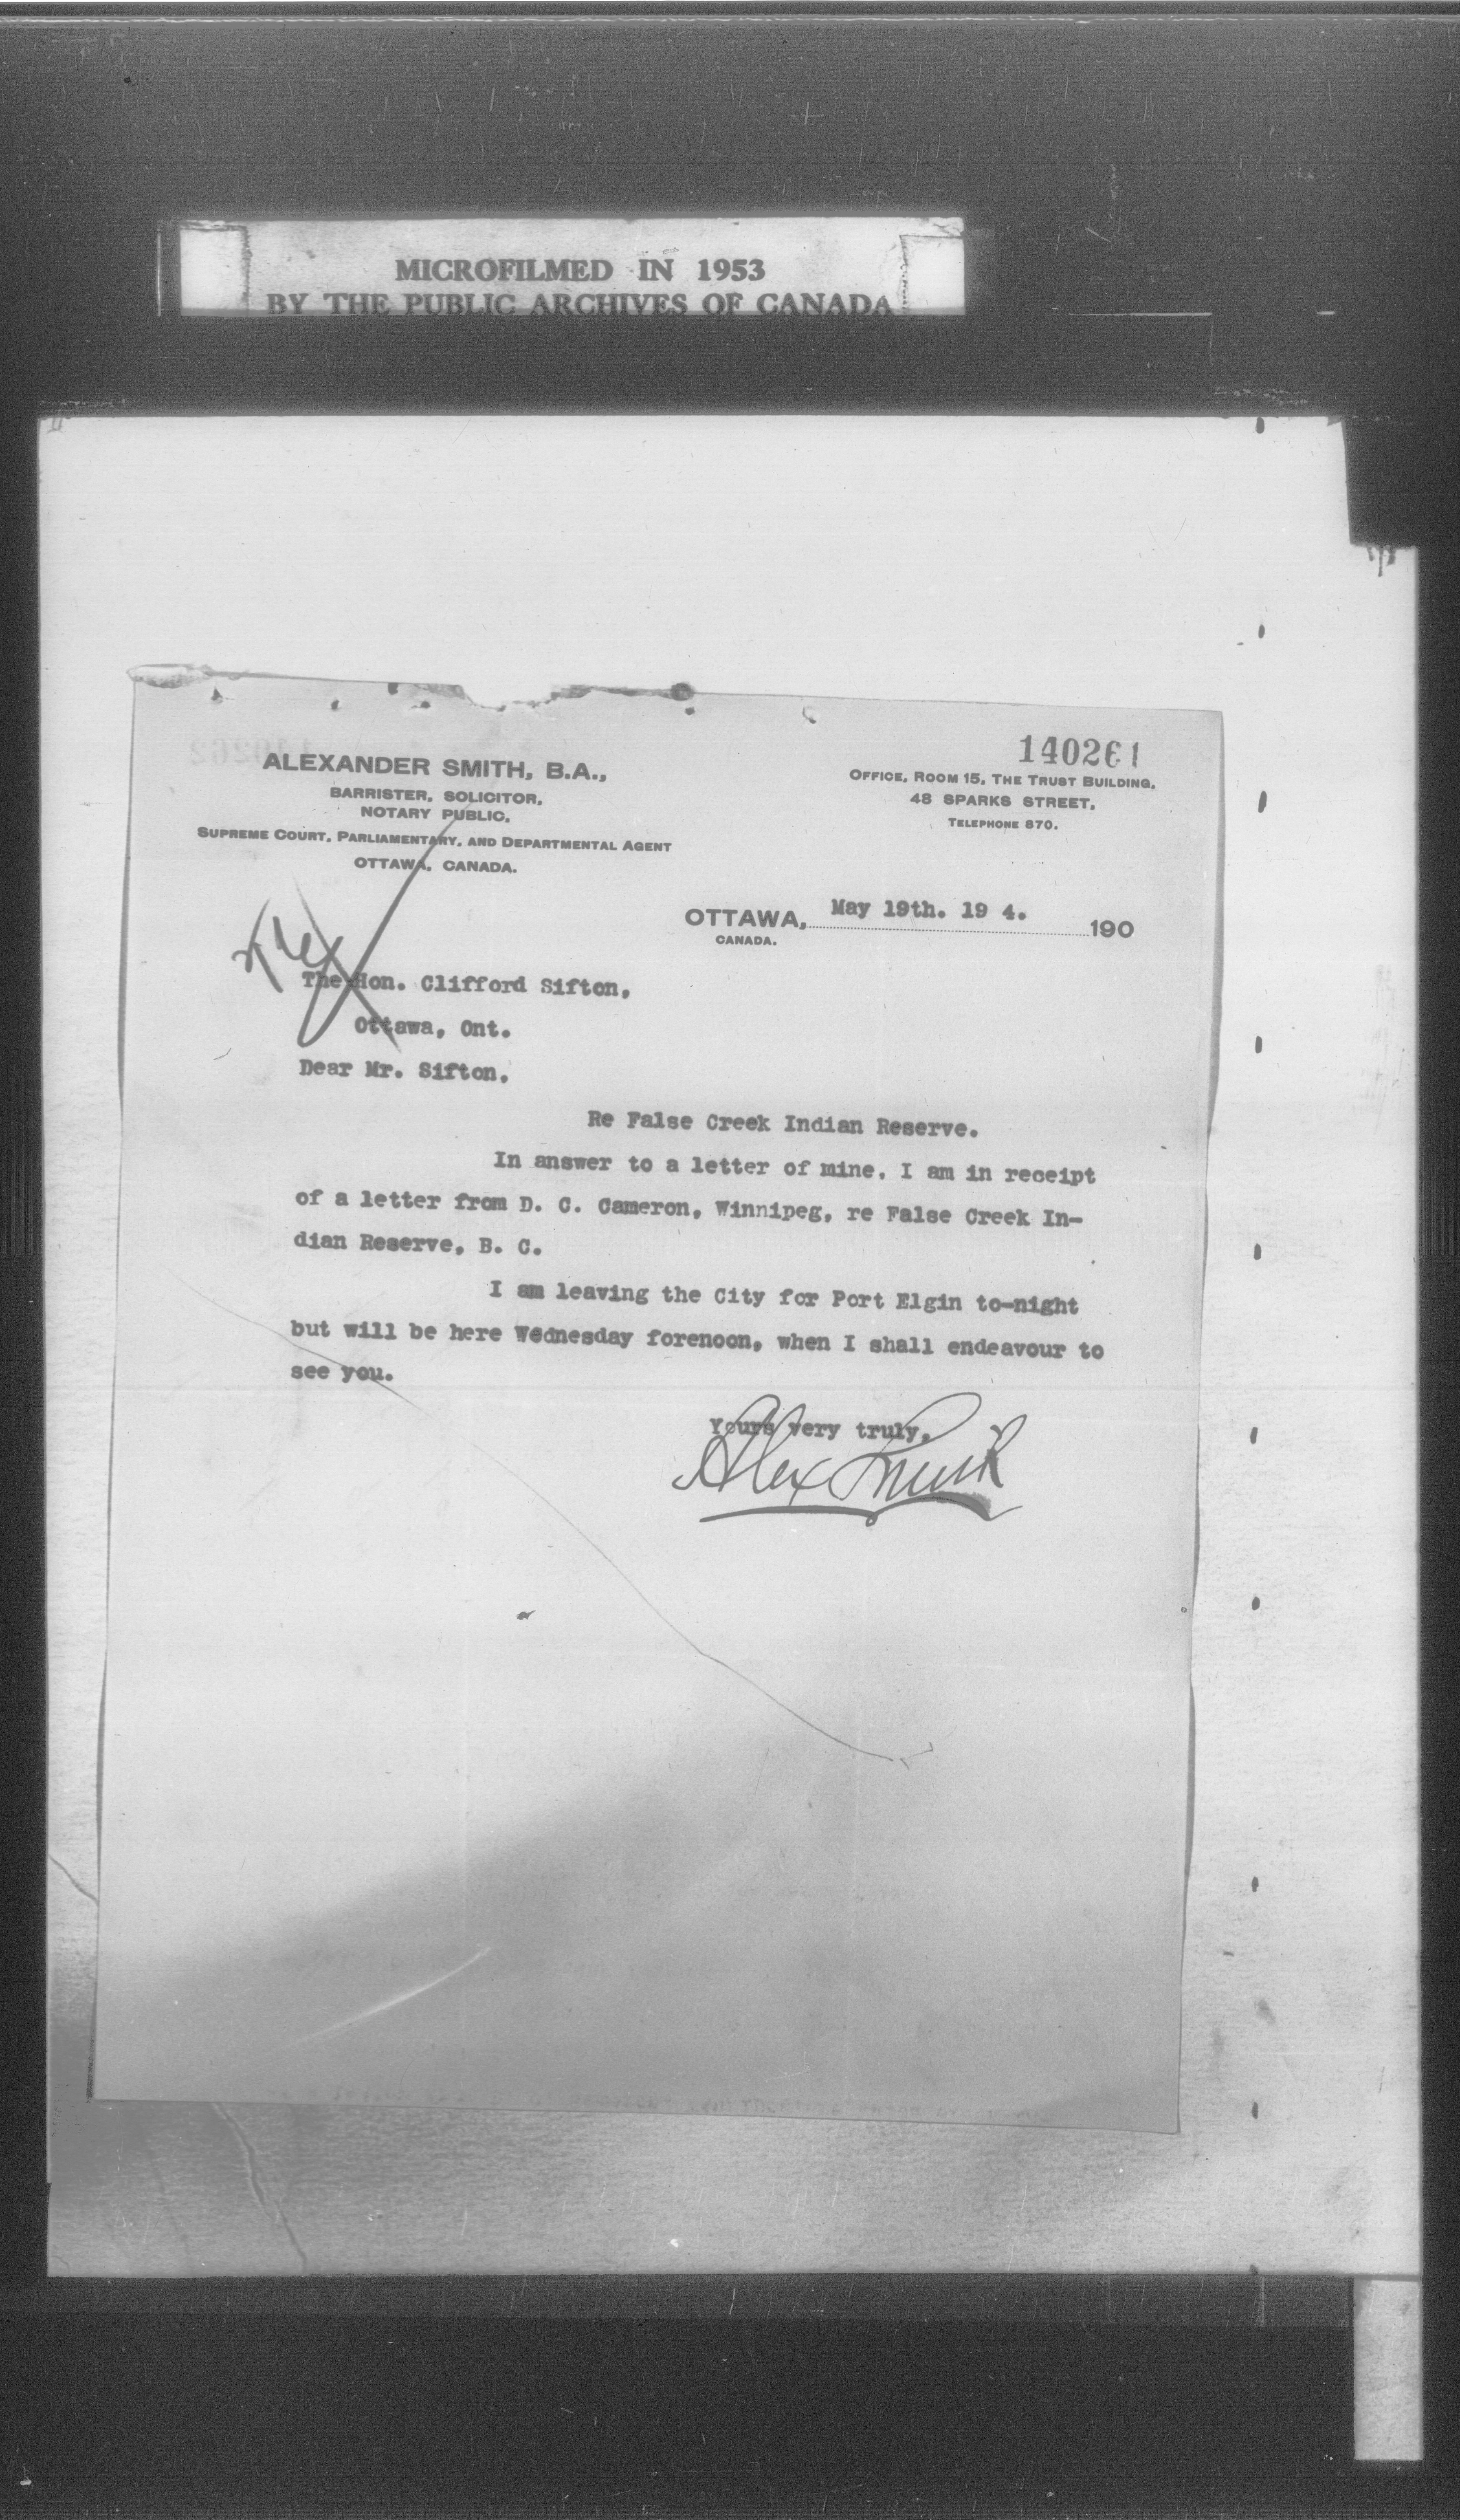 MICROFILMED IN 1953
BY THE PUBLIC ARCHIVES OF CANADA
140261
ALEXANDER SMITH, B.A.,
BARRISTER, SOLICITOR,
NOTARY PUBLIC,
SUPREME COURT, PARLIAMENTARY, AND DEPARTMENTAL AGENT
OTTAWA, CANADA.
OFFICE, ROOM 15, THE TRUST BUILDING,
48 SPARKS STREET,
TELEPHONE 870.
OTTAWA, May 19th. 19 4. 190
CANADA.
The Hon. Clifford Sifton,
Ottawa, Ont.
Dear Mr. Sifton,
Re False Creek Indian Reserve.
In answer to a letter of mine, I am in receipt
of a letter from D. C. Cameron, Winnipeg, re False Creek In-
dian Reserve, B. C.
I am leaving the City for Port Elgin to-night
but will be here Wednesday forenoon, when I shall endeavour to
see you.
Yours very truly,
Alex Smith